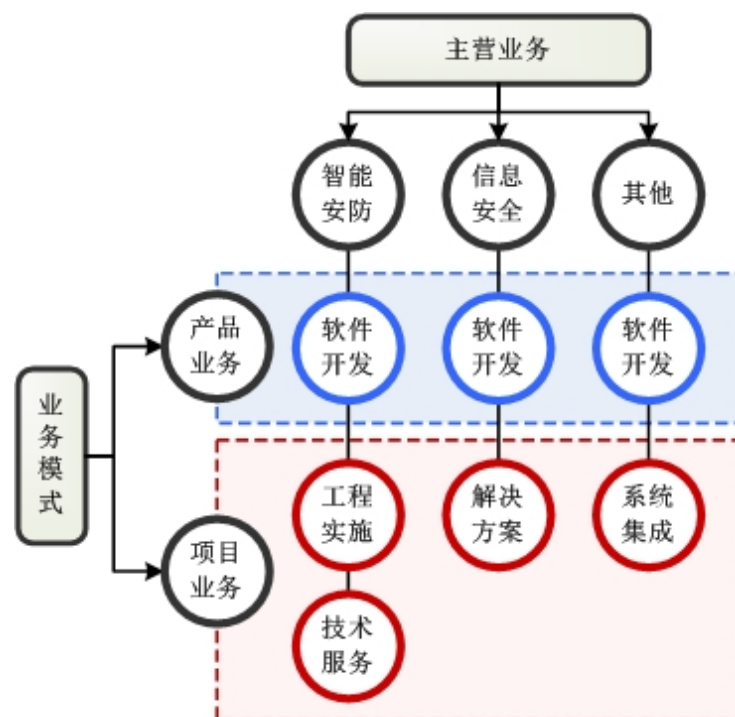 主营业务
智能
安防
信息
安全
其他
产品
业务
软件
开发
软件
开发
软件
开发
业
务
模
式
工程
实施
解决
方案
系统
集成
项目
业务
技术
服务